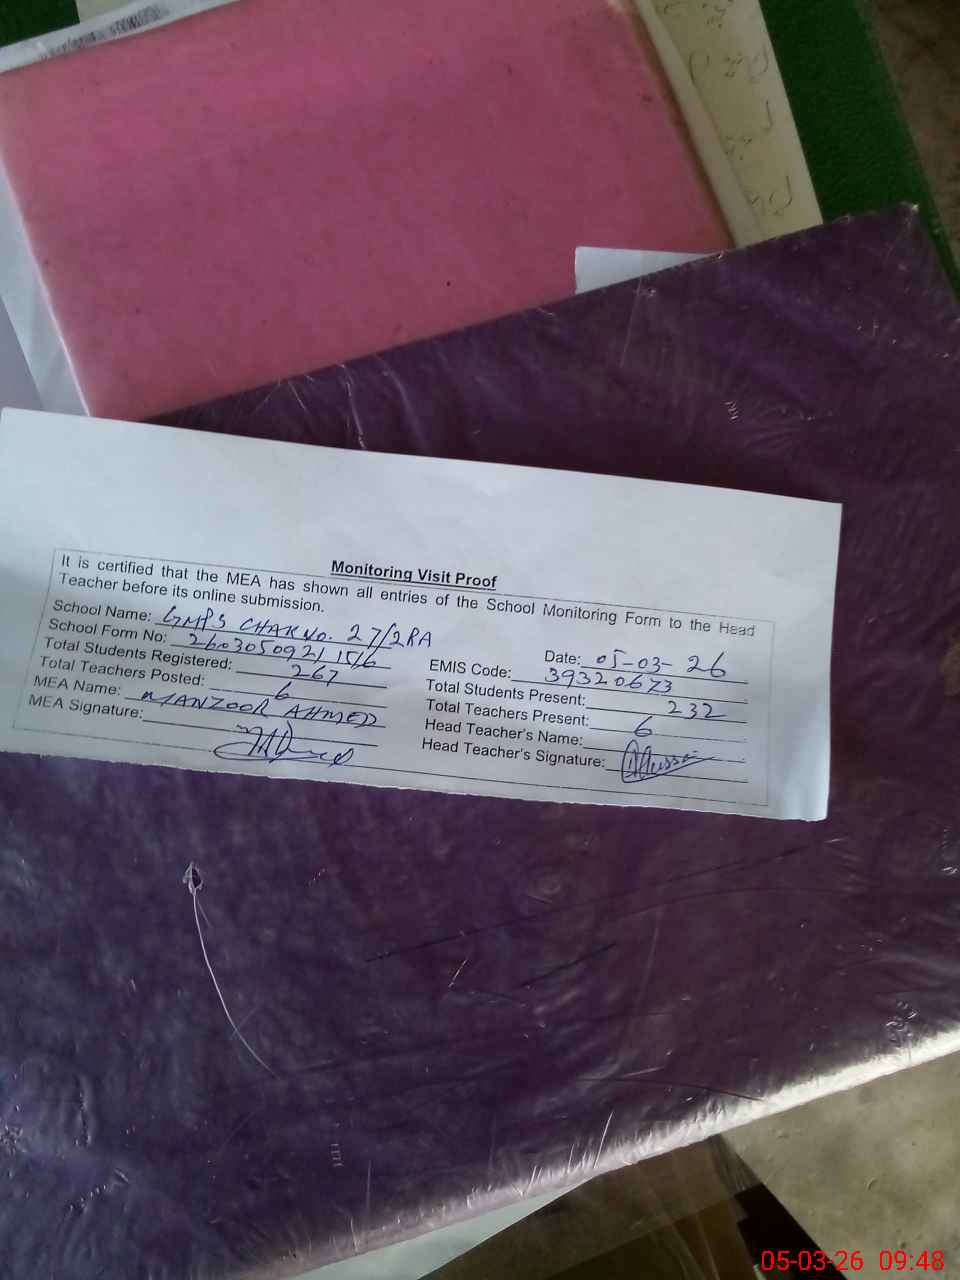 Monitoring Visit Proof
It is certified that the MEA has shown all entries of the School Monitoring Form to the Head
Teacher before its online submission.
School Name: GMPS CHAK No. 27/2RA
Date: 05-03-26
School Form No:
EMIS Code: 39320673
Total Students Registered: 267
Total Students Present: 232
Total Teachers Posted: 6
Total Teachers Present: 6
MEA Name: MANZOOR AHMED
Head Teacher's Name:
MEA Signature:
Head Teacher's Signature:
05-03-26 09:48